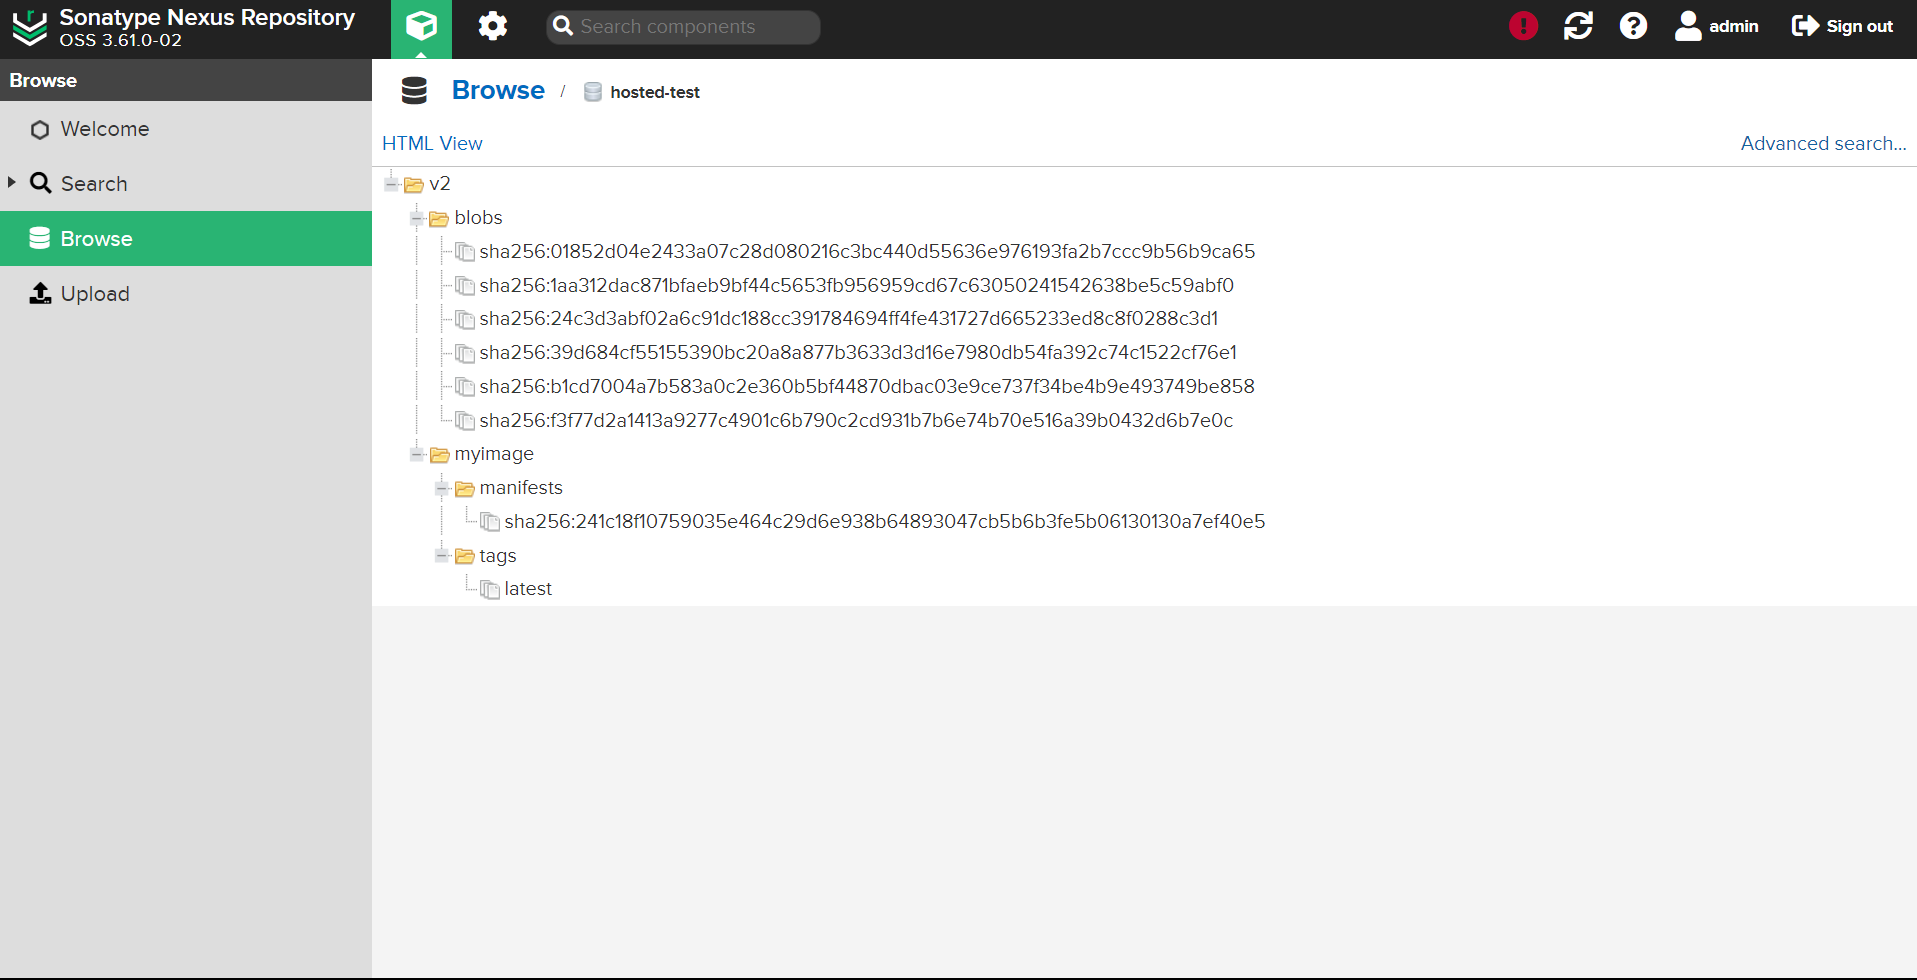 Sonatype Nexus Repository
OSS 3.61.0-02
Search components
admin
Sign out
Browse
Welcome
Search
Browse
Upload
Browse / hosted-test
HTML View
Advanced search...
v2
blobs
sha256:01852d04e2433a07c28d080216c3bc440d55636e976193fa2b7ccc9b56b9ca65
sha256:1aa312dac871bfaeb9bf44c5653fb956959cd67c63050241542638be5c59abf0
sha256:24c3d3abf02a6c91dc188cc391784694ff4fe431727d665233ed8c8f0288c3d1
sha256:39d684cf55155390bc20a8a877b3633d3d16e7980db54fa392c74c1522cf76e1
sha256:b1cd7004a7b583a0c2e360b5bf44870dbac03e9ce737f34be4b9e493749be858
sha256:f3f77d2a1413a9277c4901c6b790c2cd931b7b6e74b70e516a39b0432d6b7e0c
myimage
manifests
sha256:241c18f10759035e464c29d6e938b64893047cb5b6b3fe5b06130130a7ef40e5
tags
latest